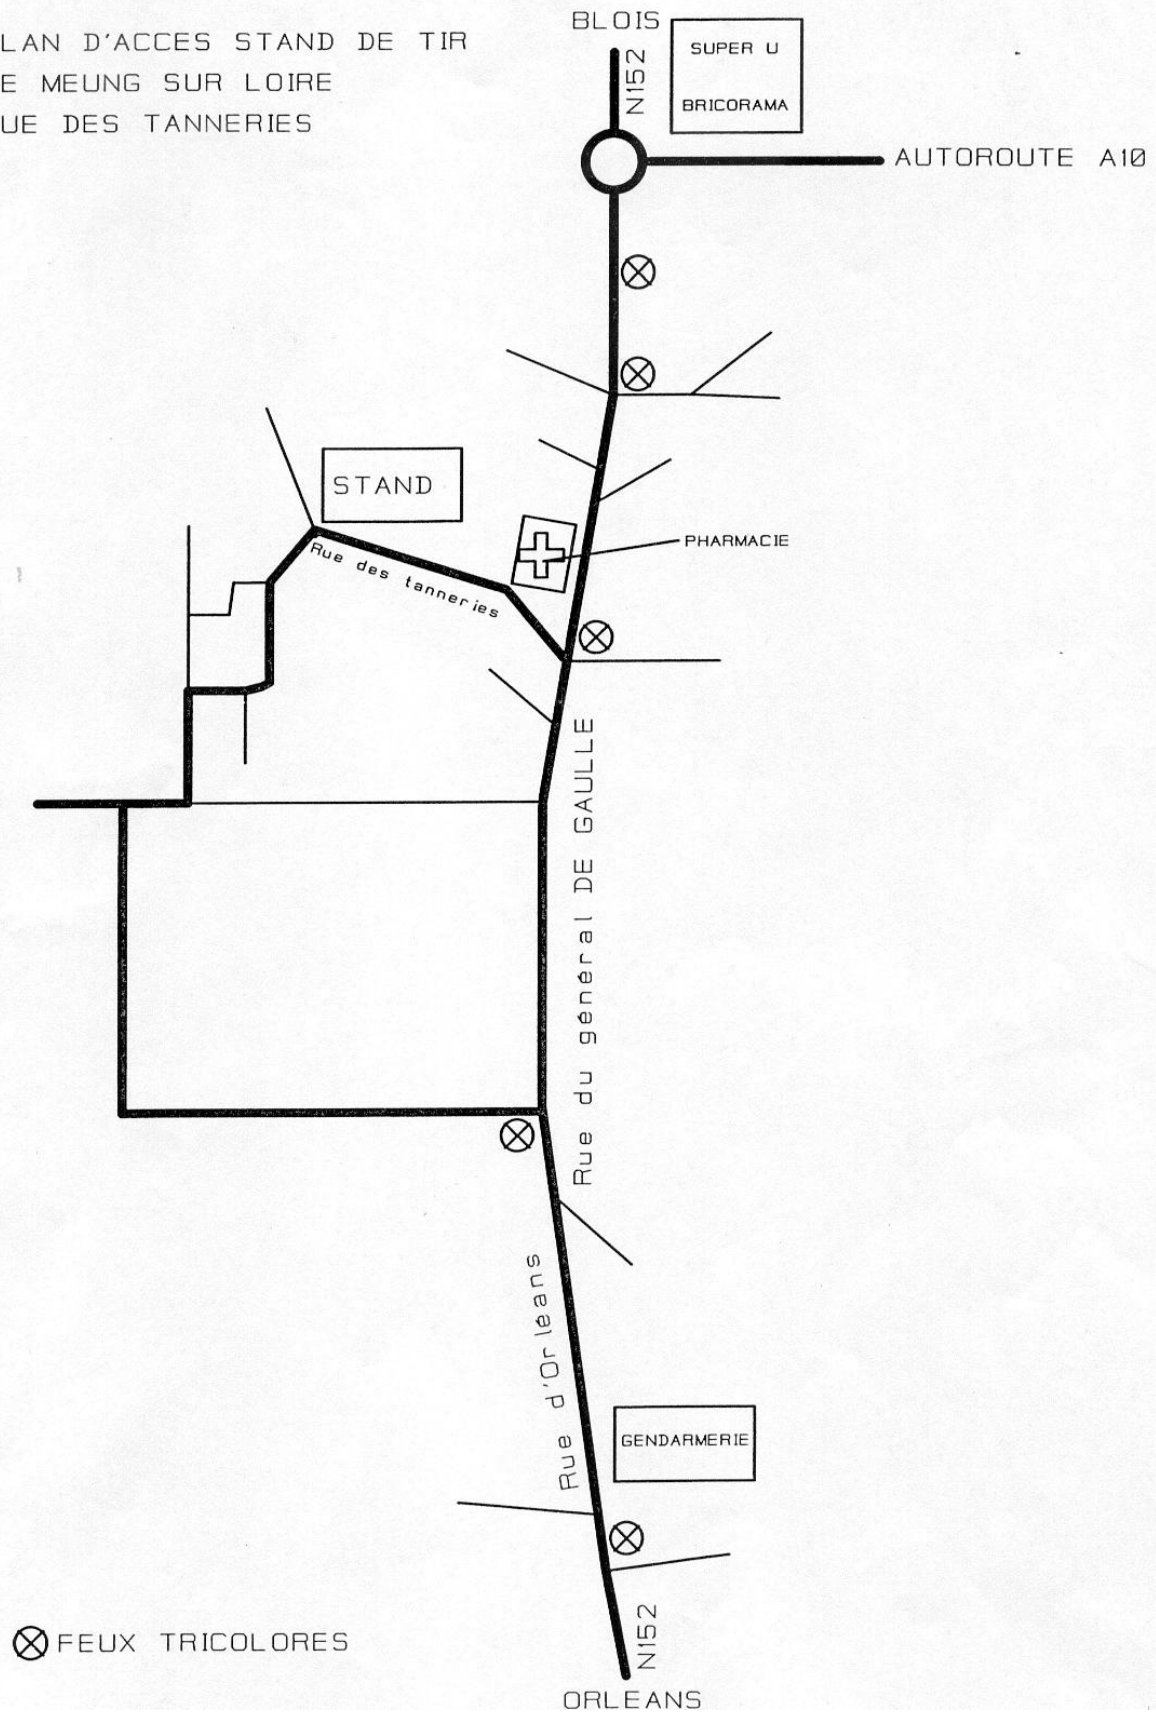 LAN D'ACCES STAND DE TIR
E MEUNG SUR LOIRE
UE DES TANNERIES
BLOIS
N152
SUPER U
BRICORAMA
AUTOROUTE A10
STAND
Rue des tanneries
PHARMACIE
Rue du général DE GAULLE
Rue d'Orléans
GENDARMERIE
N152
FEUX TRICOLORES
ORLEANS